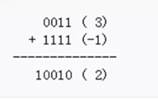 0011 ( 3)
+ 1111 (-1)
--------------
10010 ( 2)